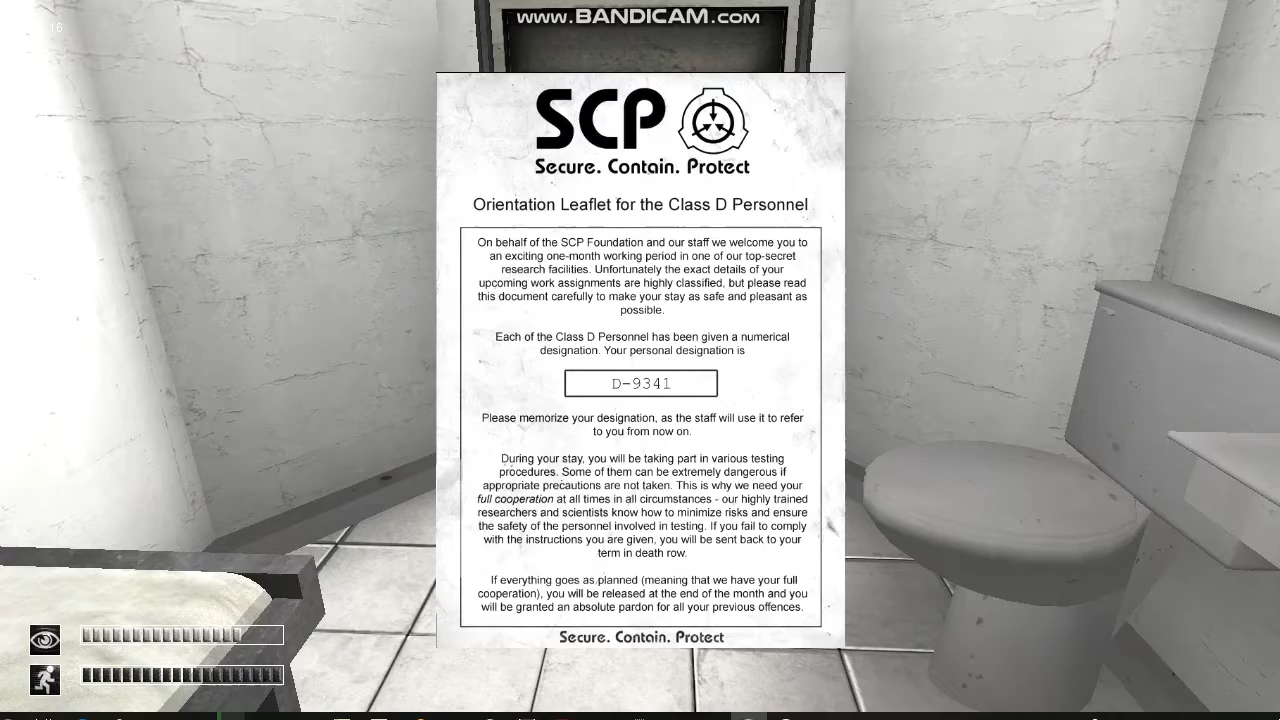 16
WWW.BANDICAM.COM
SCP
Secure. Contain. Protect
Orientation Leaflet for the Class D Personnel
On behalf of the SCP Foundation and our staff we welcome you to
an exciting one-month working period in one of our top-secret
research facilities. Unfortunately the exact details of your
upcoming work assignments are highly classified, but please read
this document carefully to make your stay as safe and pleasant as
possible.
Each of the Class D Personnel has been given a numerical
designation. Your personal designation is
D-9341
Please memorize your designation, as the staff will use it to refer
to you from now on.
During your stay, you will be taking part in various testing
procedures. Some of them can be extremely dangerous if
appropriate precautions are not taken. This is why we need your
full cooperation at all times in all circumstances - our highly trained
researchers and scientists know how to minimize risks and ensure
the safety of the personnel involved in testing. If you fail to comply
with the instructions you are given, you will be sent back to your
term in death row.
If everything goes as planned (meaning that we have your full
cooperation), you will be released at the end of the month and you
will be granted an absolute pardon for all your previous offences.
Secure. Contain. Protect